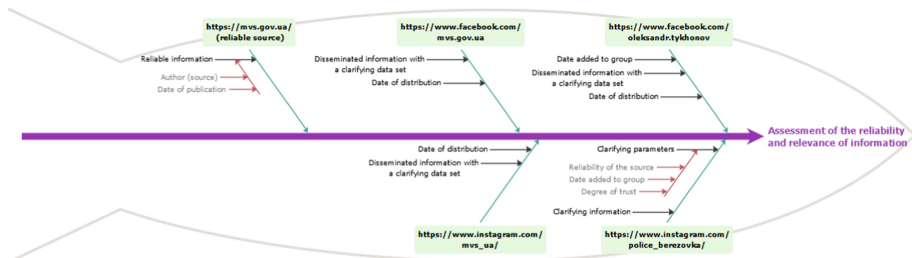 https://mvs.gov.ua/
(reliable source)
https://www.facebook.com/
mvs.gov.ua
https://www.facebook.com/
oleksandr.tykhonov
Reliable information
Author (source)
Date of publication
Disseminated information with
a clarifying data set
Date of distribution
Date added to group
Disseminated information with
a clarifying data set
Date of distribution
Assessment of the reliability
and relevance of information
Date of distribution
Disseminated information with
a clarifying data set
Clarifying parameters
Reliability of the source
Date added to group
Degree of trust
Clarifying information
https://www.instagram.com/
mvs_ua/
https://www.instagram.com/
police_berezovka/